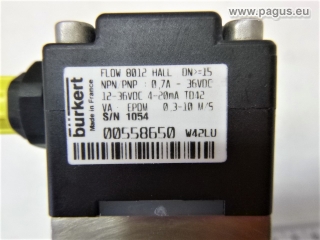 www.pagus.eu
burkert
Made in France
FLOW 8012 HALL DN>=15
NPN PNP : 0,7A - 36VDC
12-36VDC 4-20mA TD42
VA EPDM 0.3-10 M/S
S/N 1054
00558650 W42LU